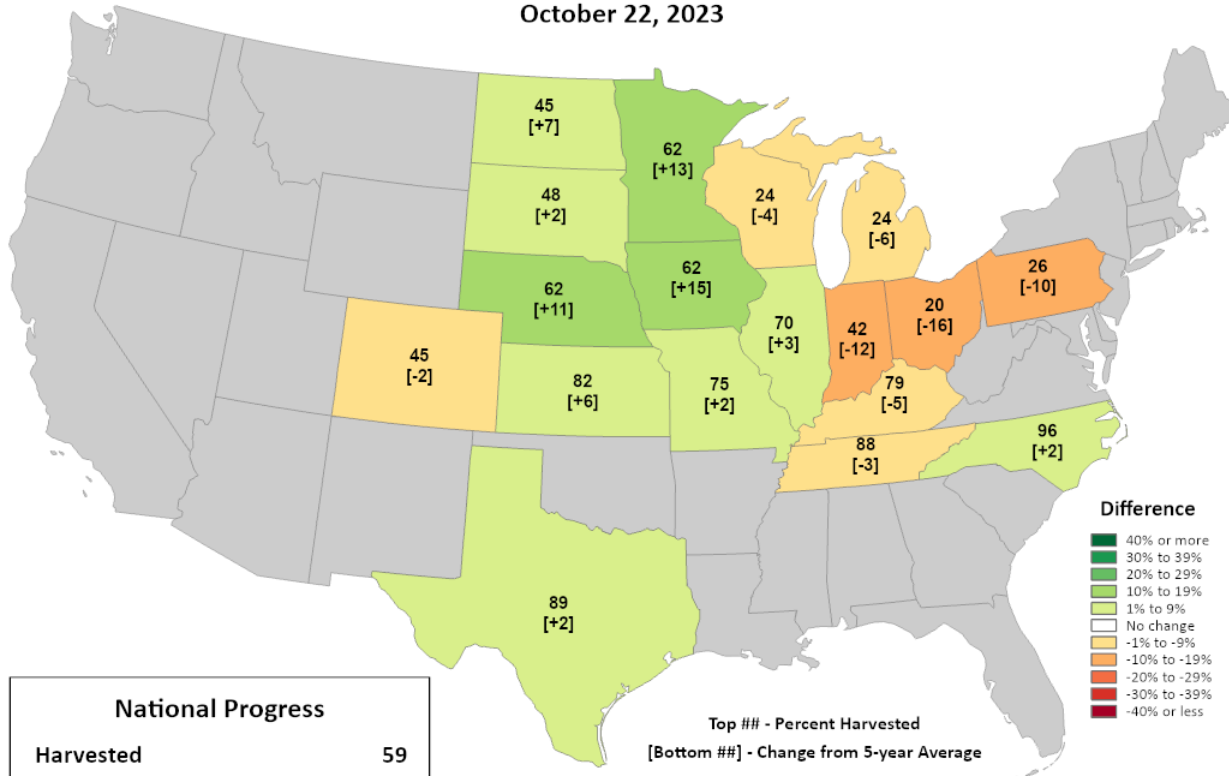 October 22, 2023
45
[+7]
62
[+13]
48
[+2]
24
[-4]
24
[-6]
62
[+11]
62
[+15]
26
[-10]
70
[+3]
42
[-12]
20
[-16]
45
[-2]
82
[+6]
75
[+2]
79
[-5]
88
[-3]
96
[+2]
89
[+2]
Difference
40% or more
30% to 39%
20% to 29%
10% to 19%
1% to 9%
No change
-1% to -9%
-10% to -19%
-20% to -29%
-30% to -39%
-40% or less
National Progress
Harvested 59
Top ## - Percent Harvested
[Bottom ##] - Change from 5-year Average